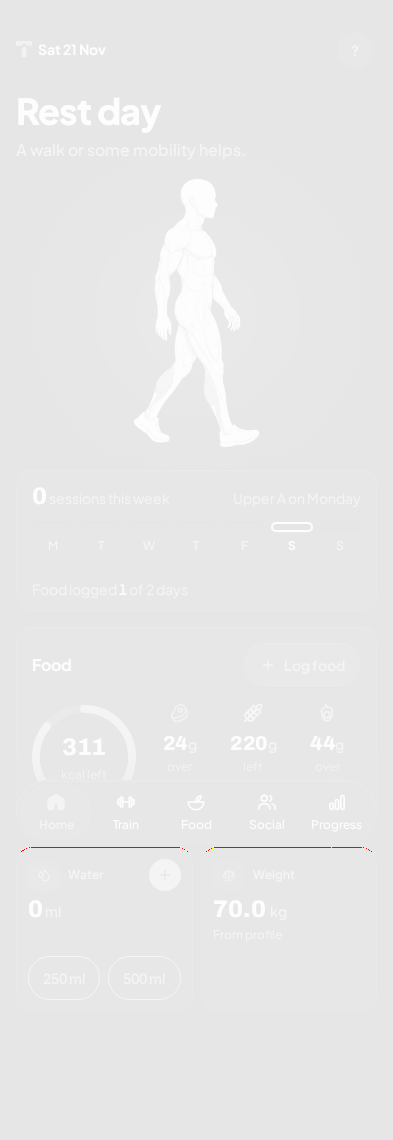 Sat 21 Nov
?
Rest day
A walk or some mobility helps.
0 sessions this week
Upper A on Monday
M T W T F S S
Food logged 1 of 2 days
Food
+ Log food
311
kcal left
24g
over
220g
left
44g
over
Home
Train
Food
Social
Progress
Water
+
0 ml
250 ml
500 ml
Weight
70.0 kg
From profile